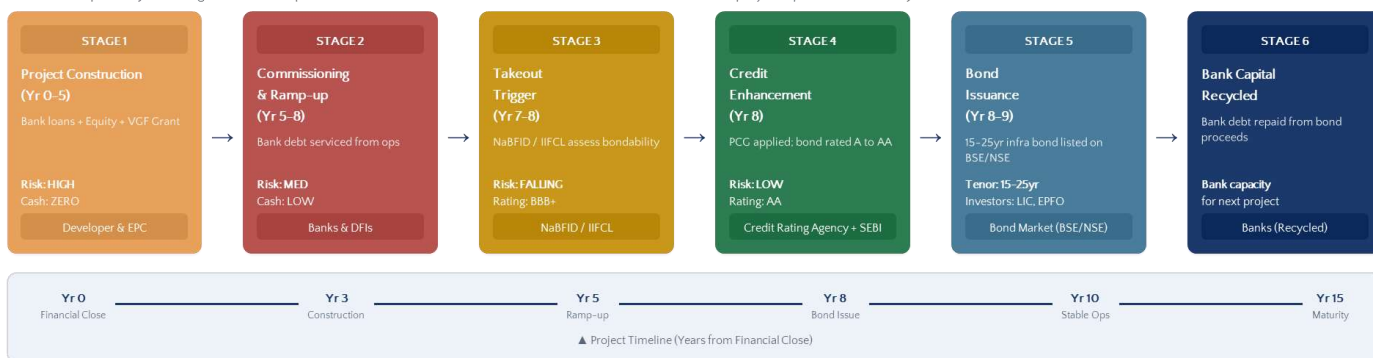 STAGE 1
Project Construction
(Yr 0–5)
Bank loans + Equity + VGF Grant
Risk: HIGH
Cash: ZERO
Developer & EPC
→
STAGE 2
Commissioning
& Ramp-up
(Yr 5–8)
Bank debt serviced from ops
Risk: MED
Cash: LOW
Banks & DFIs
→
STAGE 3
Takeout
Trigger
(Yr 7–8)
NaBFID / IIFCL assess bondability
Risk: FALLING
Rating: BBB+
NaBFID / IIFCL
→
STAGE 4
Credit
Enhancement
(Yr 8)
PCG applied; bond rated A to AA
Risk: LOW
Rating: AA
Credit Rating Agency + SEBI
→
STAGE 5
Bond
Issuance
(Yr 8–9)
15–25yr infra bond listed on
BSE/NSE
Tenor: 15–25yr
Investors: LIC, EPFO
Bond Market (BSE/NSE)
→
STAGE 6
Bank Capital
Recycled
Bank debt repaid from bond
proceeds
Bank capacity
for next project
Banks (Recycled)
Yr 0
Financial Close
Yr 3
Construction
Yr 5
Ramp-up
Yr 8
Bond Issue
Yr 10
Stable Ops
Yr 15
Maturity
▲ Project Timeline (Years from Financial Close)